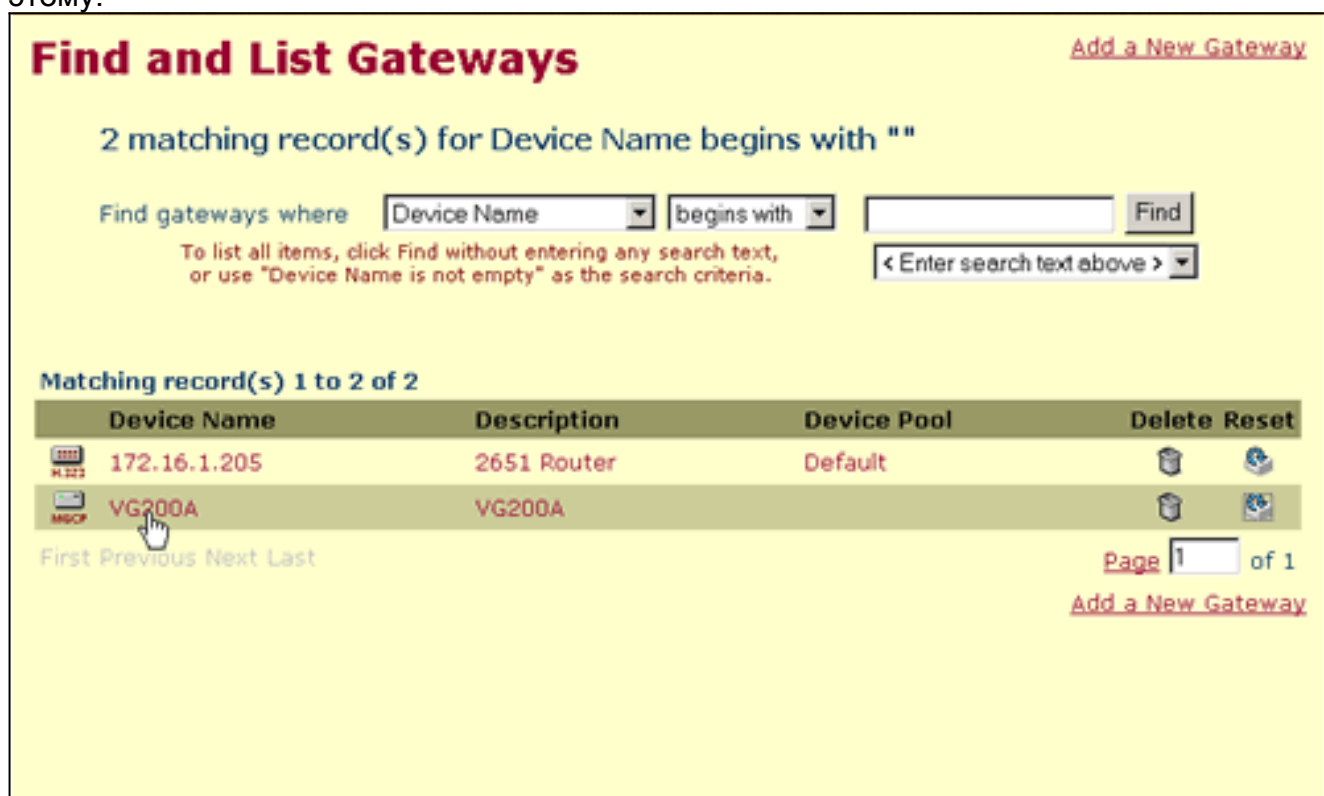 этому:
Find and List Gateways
Add a New Gateway
2 matching record(s) for Device Name begins with ""
Find gateways where Device Name begins with Find
To list all items, click Find without entering any search text,
or use "Device Name is not empty" as the search criteria.
< Enter search text above >
Matching record(s) 1 to 2 of 2
Device Name Description Device Pool Delete Reset
H.323 172.16.1.205 2651 Router Default
MGCP VG200A VG200A
First Previous Next Last
Page 1 of 1
Add a New Gateway